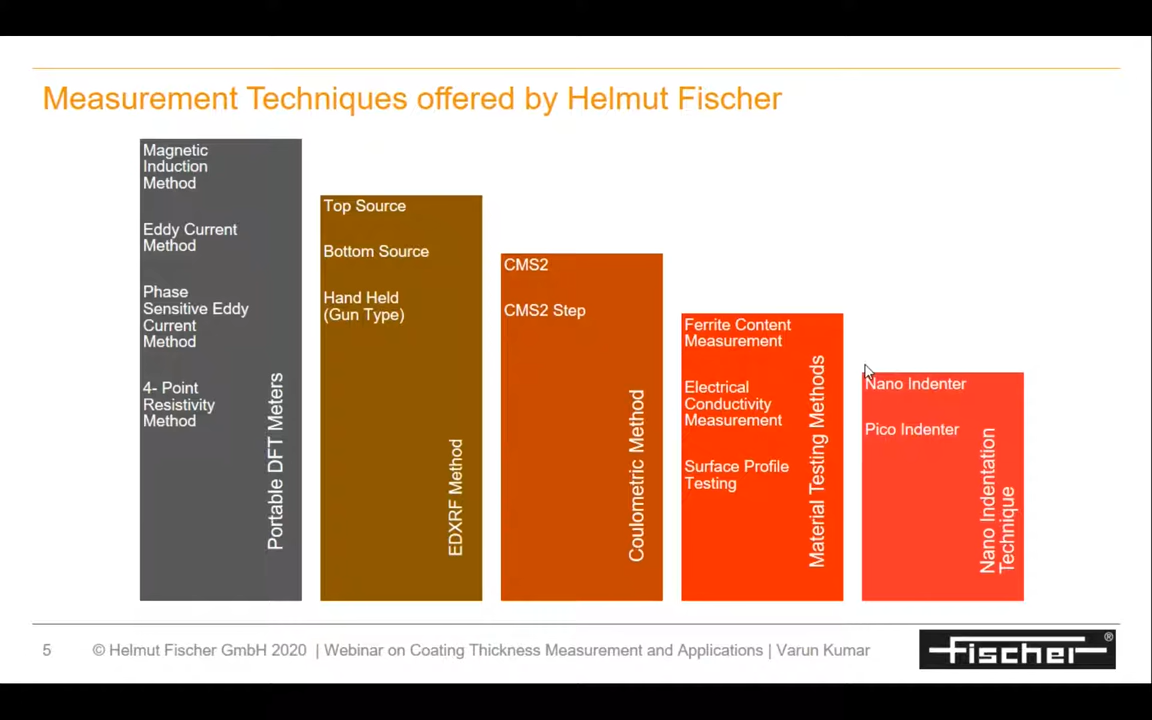 Measurement Techniques offered by Helmut Fischer
Magnetic
Induction
Method
Eddy Current
Method
Phase
Sensitive Eddy
Current
Method
4- Point
Resistivity
Method
Portable DFT Meters
Top Source
Bottom Source
Hand Held
(Gun Type)
EDXRF Method
CMS2
CMS2 Step
Coulometric Method
Ferrite Content
Measurement
Electrical
Conductivity
Measurement
Surface Profile
Testing
Material Testing Methods
Nano Indenter
Pico Indenter
Nano Indentation
Technique
5 © Helmut Fischer GmbH 2020 | Webinar on Coating Thickness Measurement and Applications | Varun Kumar
Fischer®